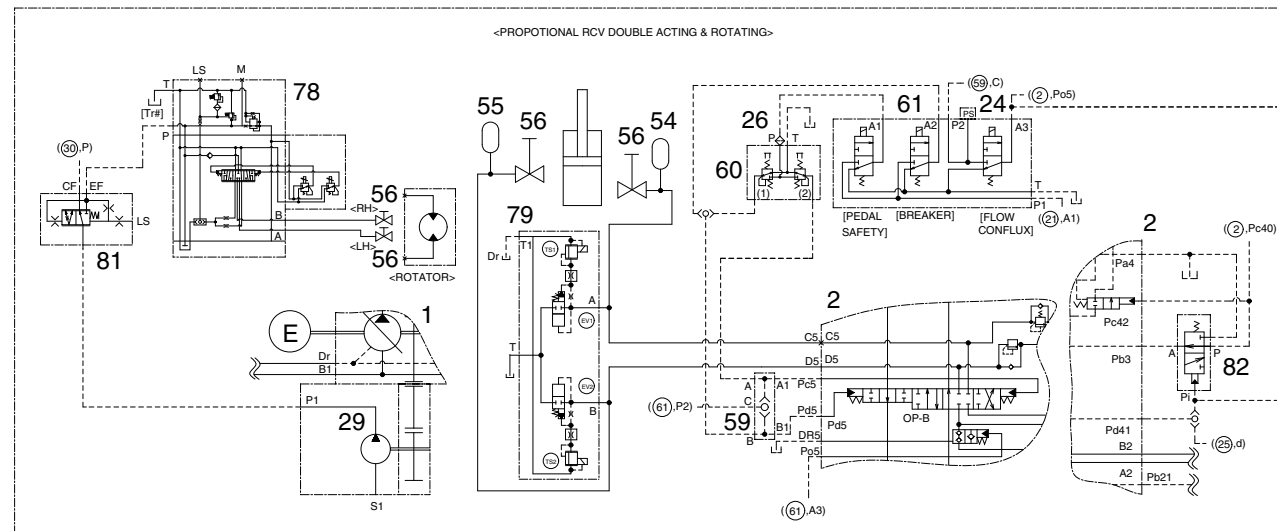 <PROPOTIONAL RCV DOUBLE ACTING & ROTATING>
LS M
T 78
[Tr#]
P
((30),P)
CF EF
LS
81
B
A
56
<RH>
<LH>
56
<ROTATOR>
55
56
56
54
79
T1
Dr
TS1
A
EV1
T
EV2
B
TS2
E
1
Dr
B1
P1
29
S1
26
P T
60
(1) (2)
61
((59),C)
24
((2),Po5)
A1 A2 P2 PS A3
T
P1
((21),A1)
[PEDAL SAFETY]
[BREAKER]
[FLOW CONFLUX]
2
C5 C5
D5 D5
A A1 Pc5
C
((61),P2)
59
B B1
Pd5
Pd5
OP-B
DR5
Po5
((61),A3)
2
((2),Pc40)
Pa4
Pc42
Pb3
A P
82
Pi
Pd41
((25),d)
B2
A2 Pb21